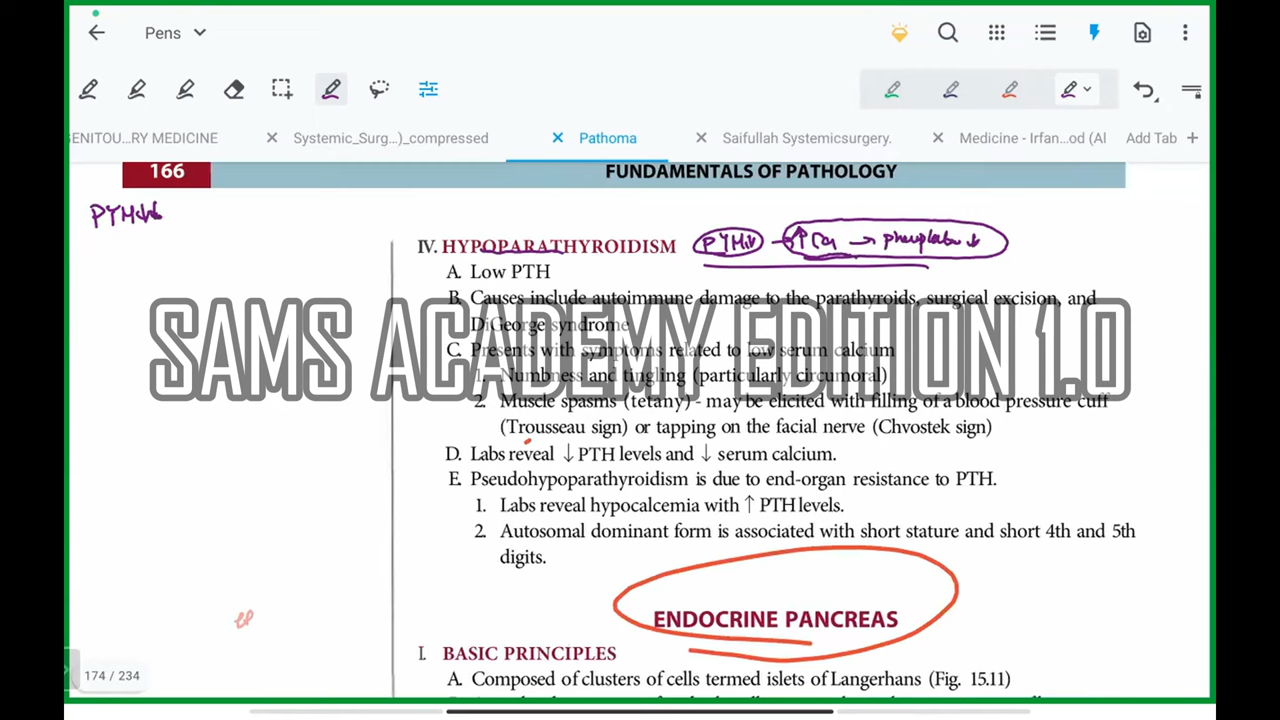 Pens
GENITOU...RY MEDICINE
Systemic_Surg...)_compressed
Pathoma
Saifullah Systemicsurgery.
Medicine - Irfan...od (Al
Add Tab +
166
FUNDAMENTALS OF PATHOLOGY
IV. HYPOPARATHYROIDISM
A. Low PTH
B. Causes include autoimmune damage to the parathyroids, surgical excision, and
DiGeorge syndrome
SAMS ACADEMY EDITION 1.0
C. Presents with symptoms related to low serum calcium
1. Numbness and tingling (particularly circumoral)
2. Muscle spasms (tetany) - may be elicited with filling of a blood pressure cuff
(Trousseau sign) or tapping on the facial nerve (Chvostek sign)
D. Labs reveal ↓ PTH levels and ↓ serum calcium.
E. Pseudohypoparathyroidism is due to end-organ resistance to PTH.
1. Labs reveal hypocalcemia with ↑ PTH levels.
2. Autosomal dominant form is associated with short stature and short 4th and 5th
digits.
ENDOCRINE PANCREAS
I. BASIC PRINCIPLES
174 / 234
A. Composed of clusters of cells termed islets of Langerhans (Fig. 15.11)